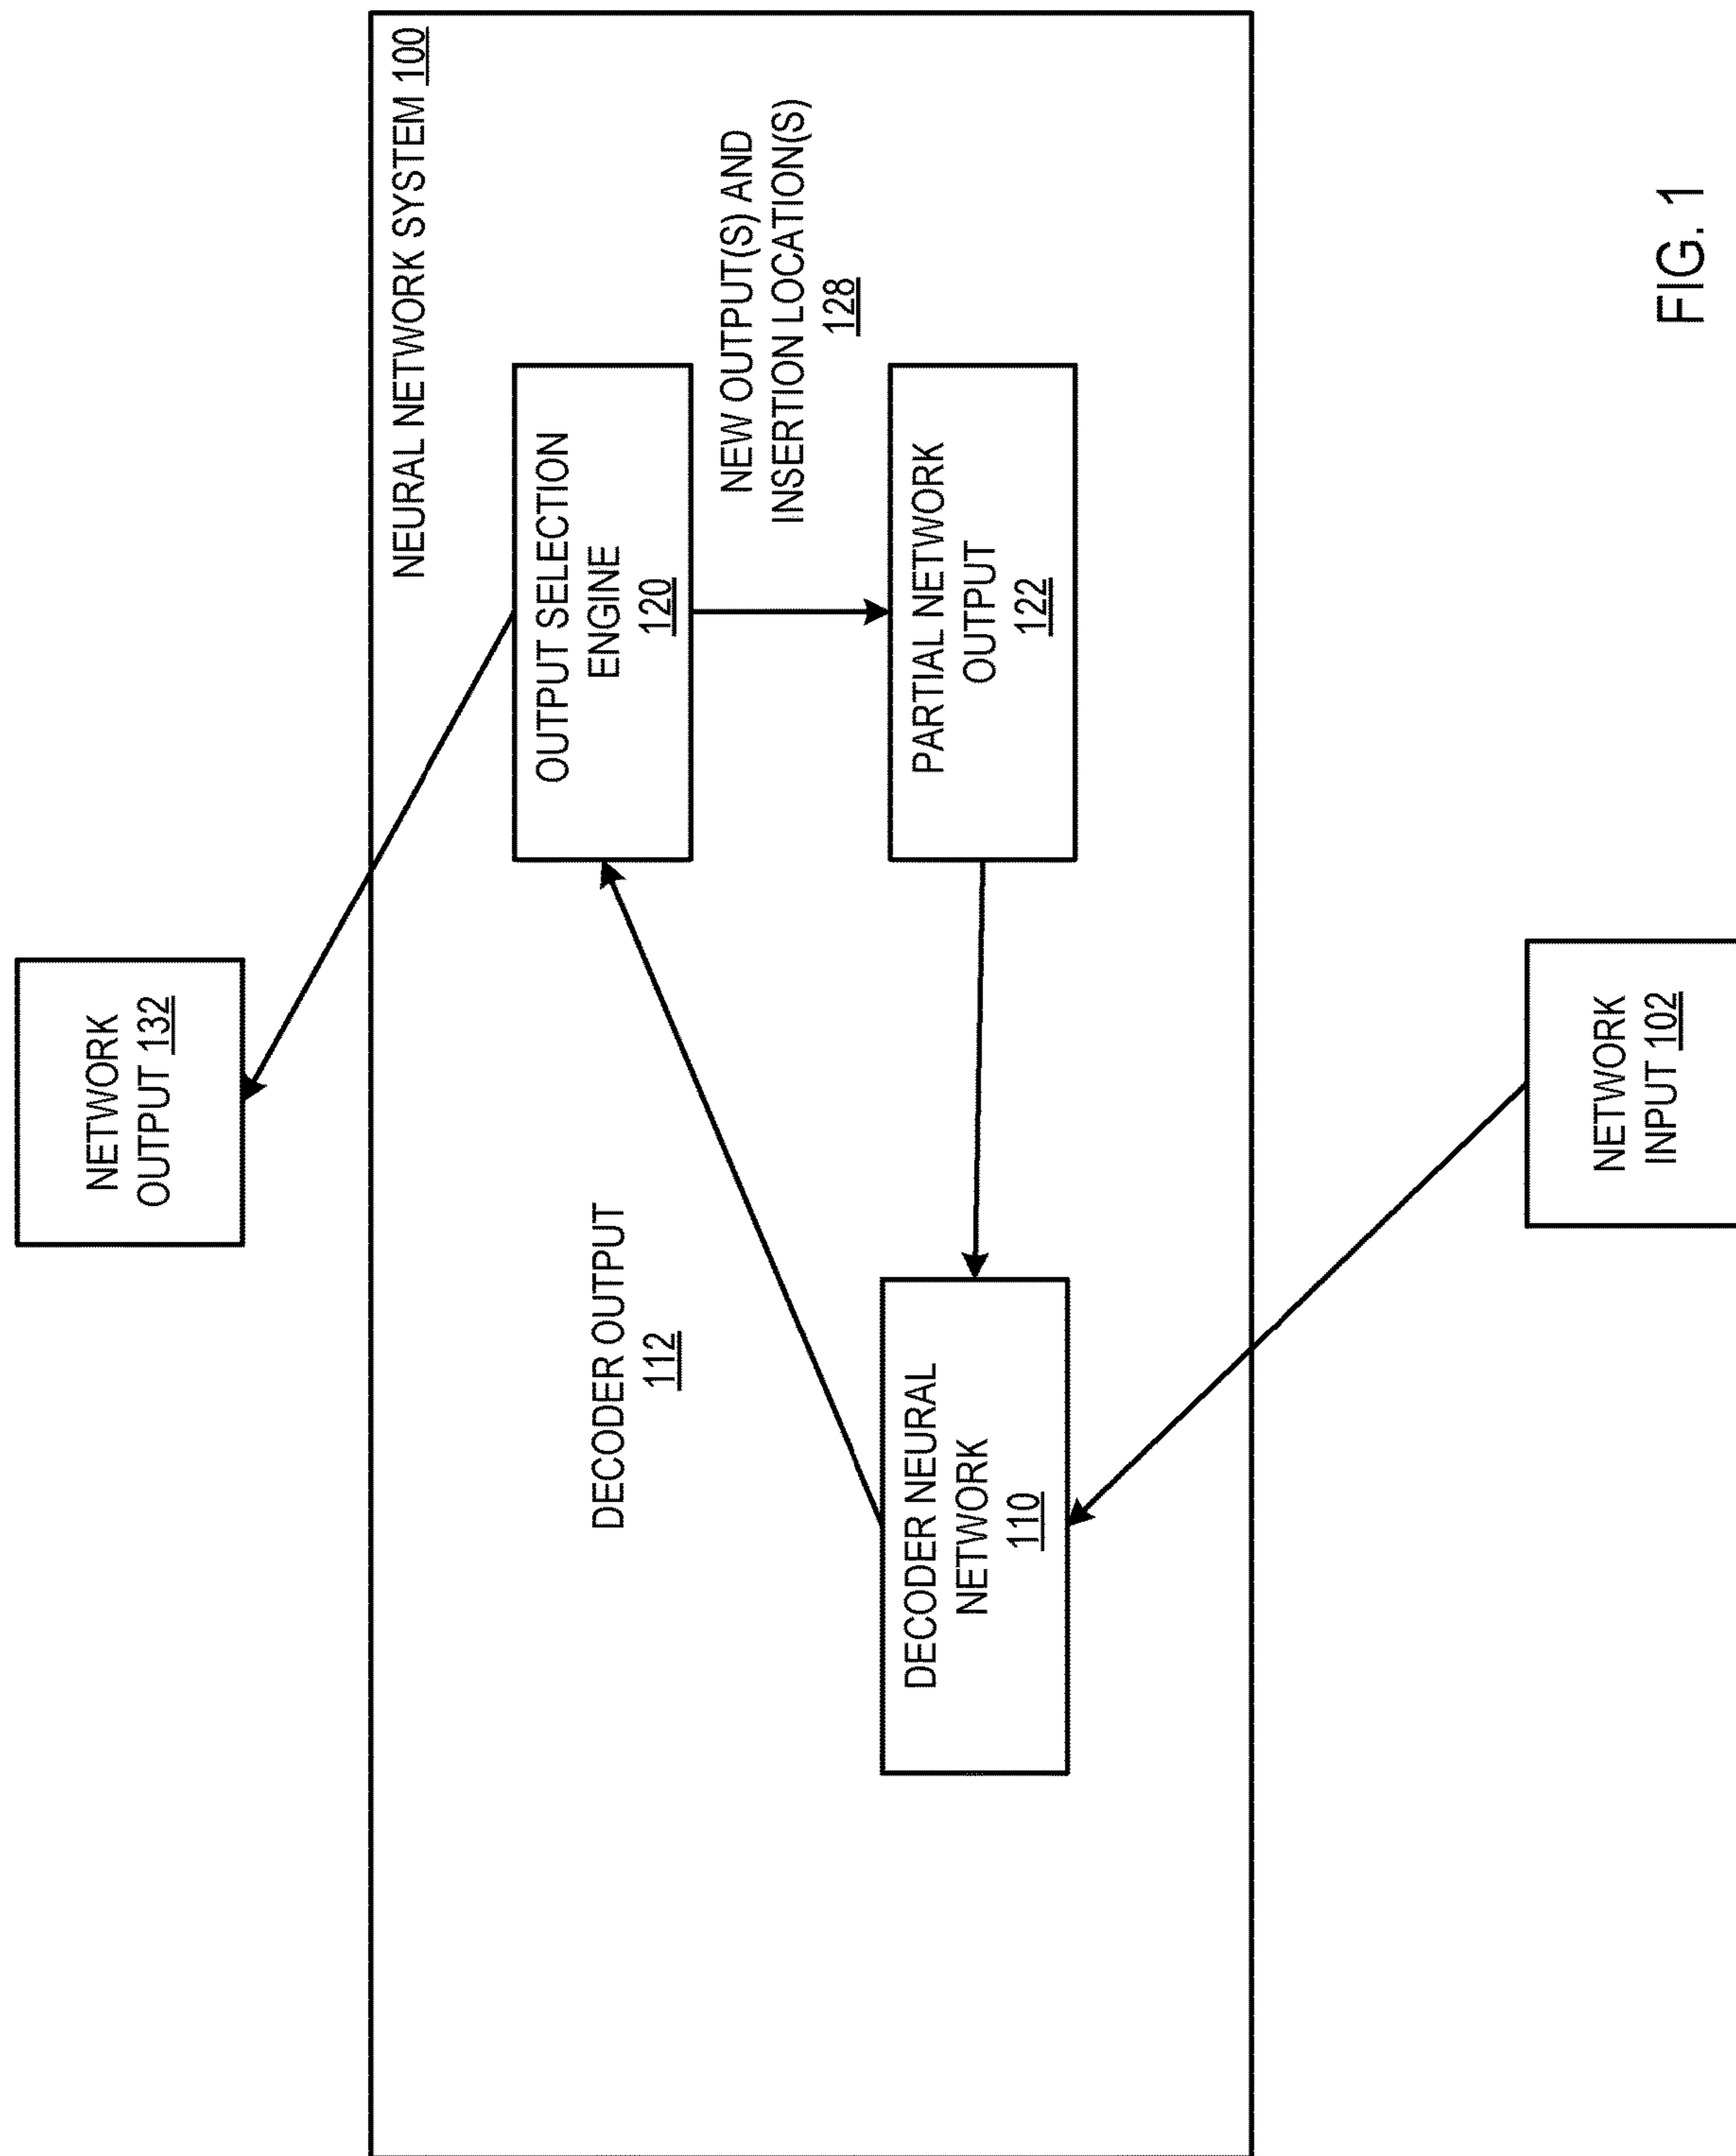 NEURAL NETWORK SYSTEM 100
NETWORK
OUTPUT 132
DECODER OUTPUT
112
OUTPUT SELECTION
ENGINE
120
NEW OUTPUT(S) AND
INSERTION LOCATION(S)
128
DECODER NEURAL
NETWORK
110
PARTIAL NETWORK
OUTPUT
122
NETWORK
INPUT 102
FIG. 1